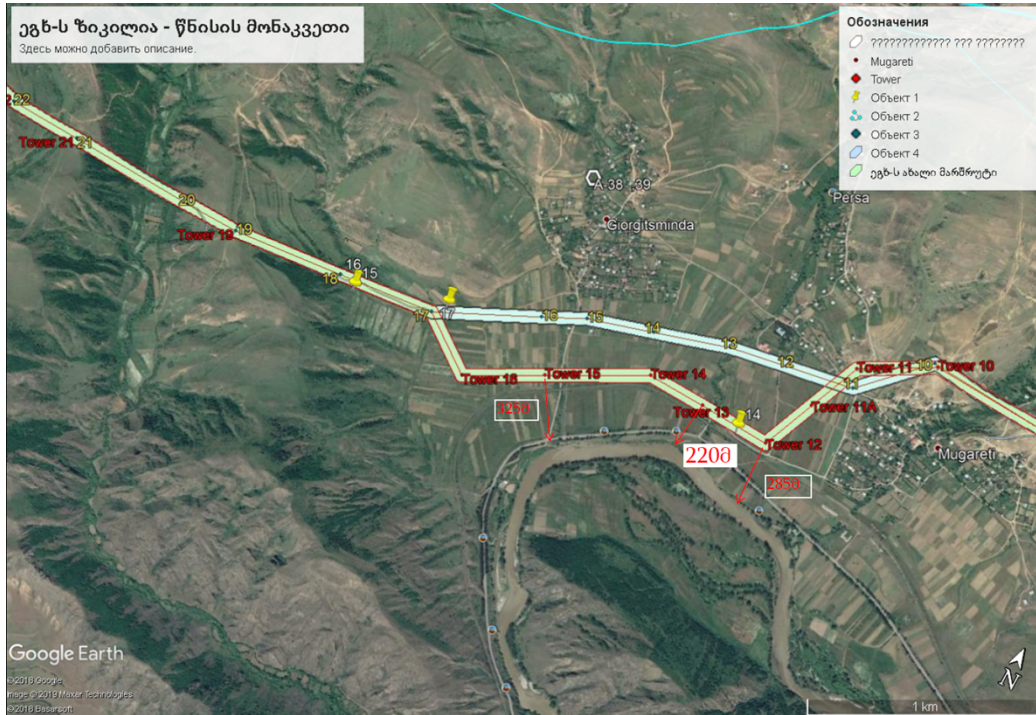 ეგხ-ს ზიკილია - წნისის მონაკვეთი
Здесь можно добавить описание.
Обозначения
????????????? ??? ????????
Mugareti
Tower
Объект 1
Объект 2
Объект 3
Объект 4
ეგხ-ს ახალი მარშრუტი
22
Tower 21
21
20
Tower 19
19
A-38 -39
Giorgitsminda
Persa
18
16
15
17
17
16
15
14
13
12
11
10
Tower 10
Tower 11
Tower 11A
Tower 16
Tower 15
Tower 14
Tower 13
14
Tower 12
Mugareti
325მ
220მ
285მ
Google Earth
©2018 Google
Image © 2019 Maxar Technologies
©2018 Basarsoft
N
1 km